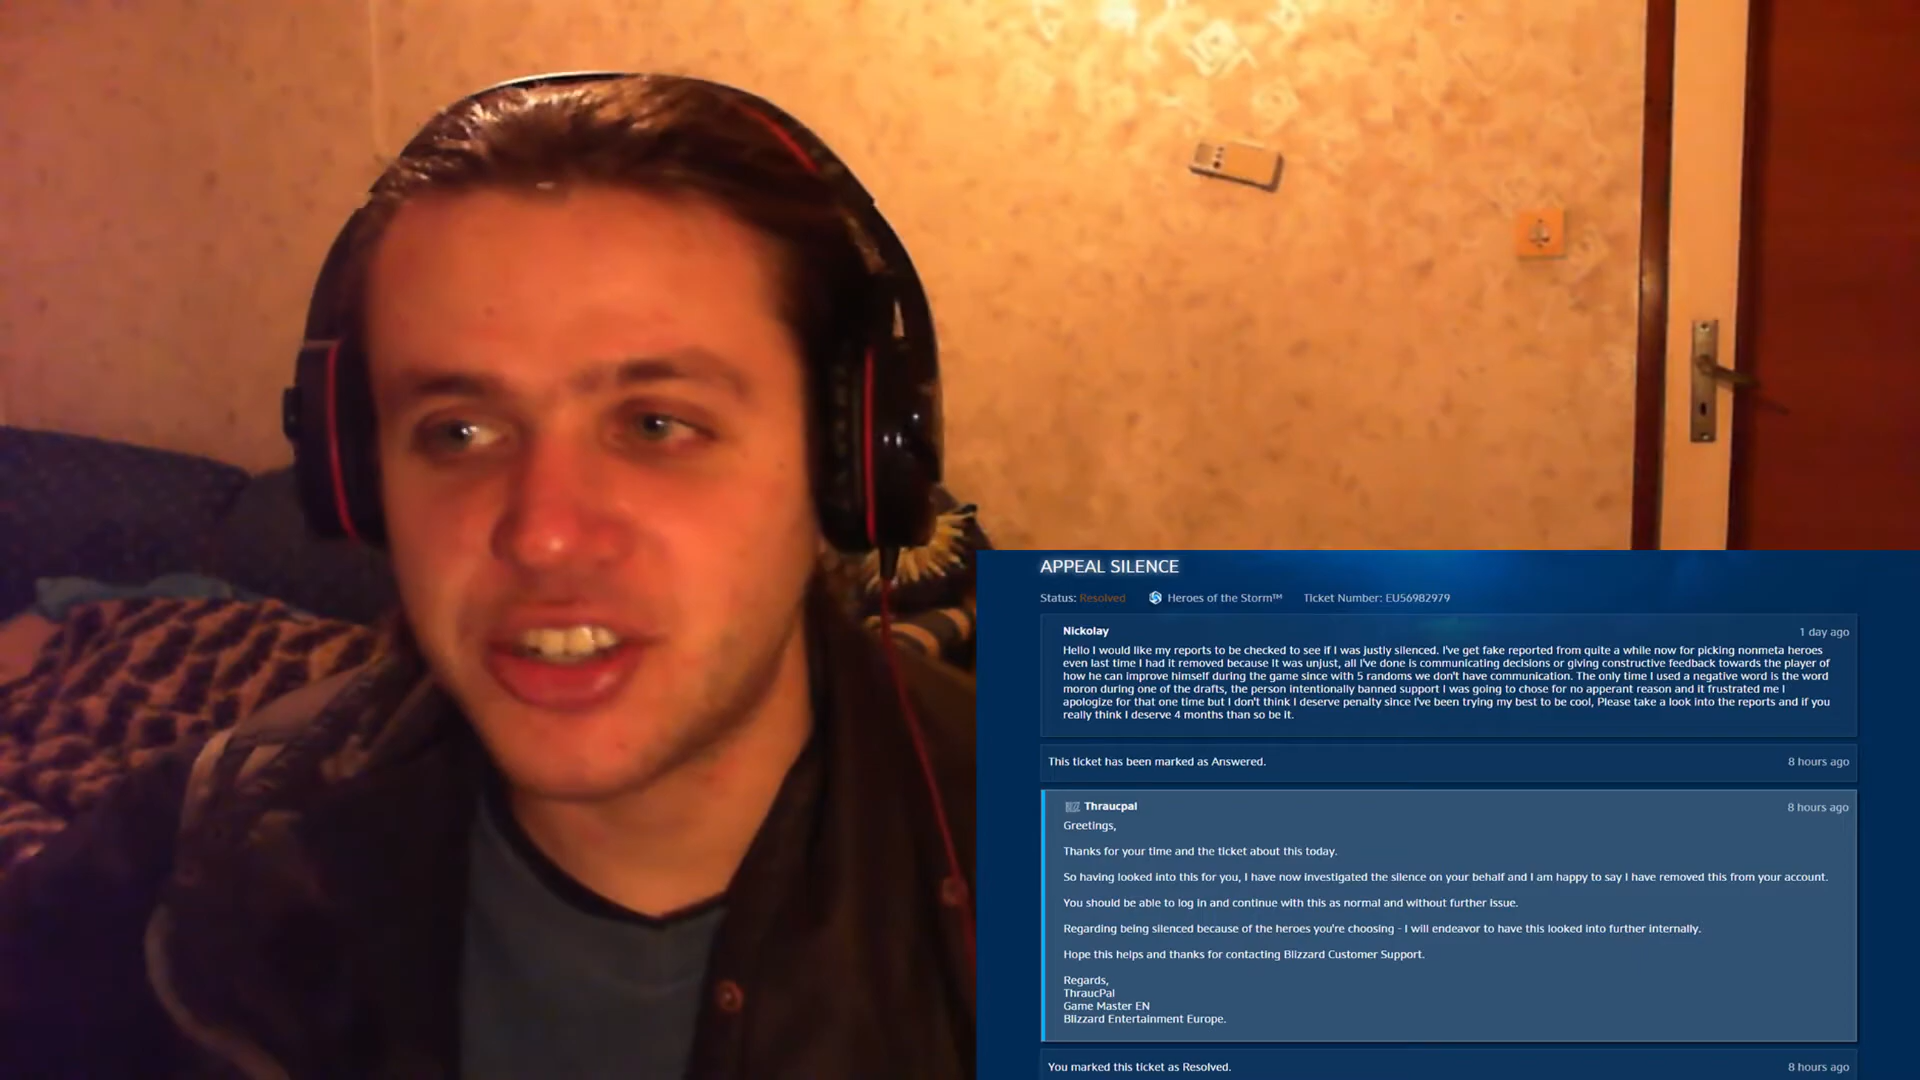 APPEAL SILENCE
Status: Resolved Heroes of the Storm™ Ticket Number: EU56982979
Nickolay 1 day ago
Hello I would like my reports to be checked to see if I was justly silenced. I've get fake reported from quite a while now for picking nonmeta heroes
even last time I had it removed because it was unjust, all I've done is communicating decisions or giving constructive feedback towards the player of
how he can improve himself during the game since with 5 randoms we don't have communication. The only time I used a negative word is the word
moron during one of the drafts, the person intentionally banned support I was going to chose for no apperant reason and it frustrated me I
apologize for that one time but I don't think I deserve penalty since I've been trying my best to be cool, Please take a look into the reports and if you
really think I deserve 4 months than so be it.
This ticket has been marked as Answered. 8 hours ago
Thraucpal 8 hours ago
Greetings,
Thanks for your time and the ticket about this today.
So having looked into this for you, I have now investigated the silence on your behalf and I am happy to say I have removed this from your account.
You should be able to log in and continue with this as normal and without further issue.
Regarding being silenced because of the heroes you're choosing - I will endeavor to have this looked into further internally.
Hope this helps and thanks for contacting Blizzard Customer Support.
Regards,
ThraucPal
Game Master EN
Blizzard Entertainment Europe.
You marked this ticket as Resolved. 8 hours ago